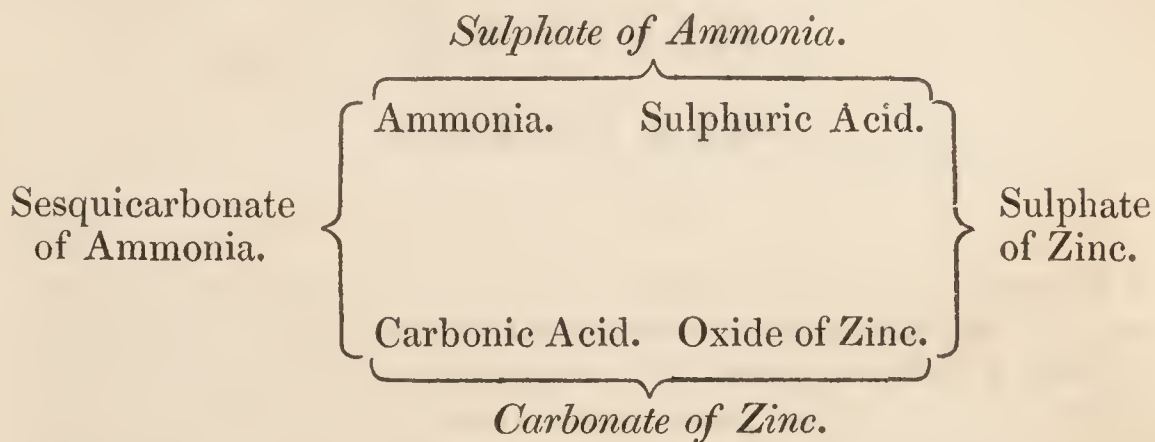 Sulphate of Ammonia.
Ammonia. Sulphuric Acid.
Sesquicarbonate
of Ammonia.
Sulphate
of Zinc.
Carbonic Acid. Oxide of Zinc.
Carbonate of Zinc.